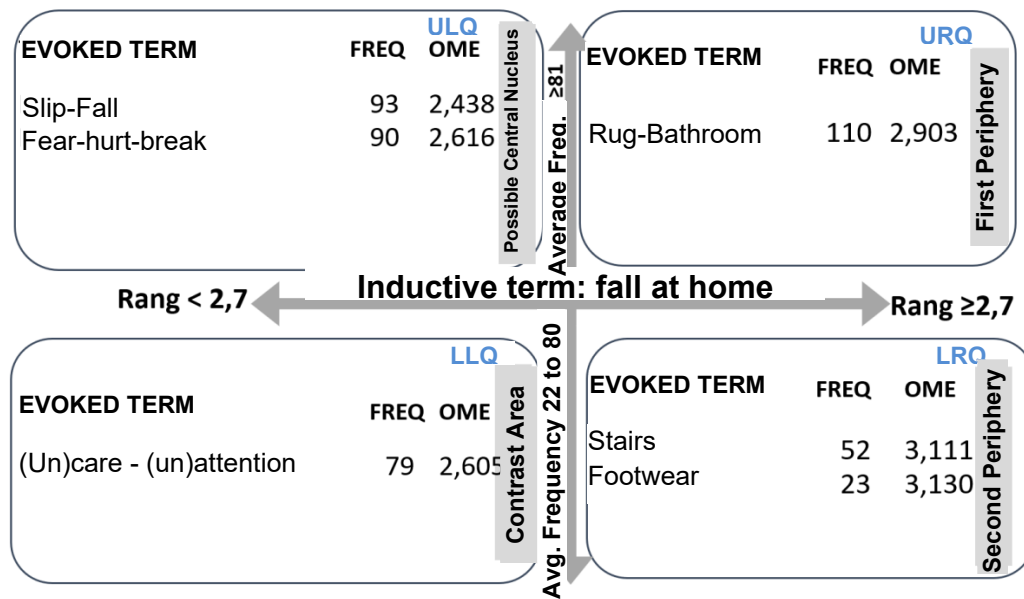 ULQ
EVOKED TERM FREQ OME
Slip-Fall 93 2,438
Fear-hurt-break 90 2,616
Possible Central Nucleus
Average Freq. ≥81
URQ
EVOKED TERM FREQ OME
Rug-Bathroom 110 2,903
First Periphery
Rang < 2,7
Inductive term: fall at home
Rang ≥2,7
LLQ
EVOKED TERM FREQ OME
(Un)care - (un)attention 79 2,605
Contrast Area
Avg. Frequency 22 to 80
LRQ
EVOKED TERM FREQ OME
Stairs 52 3,111
Footwear 23 3,130
Second Periphery